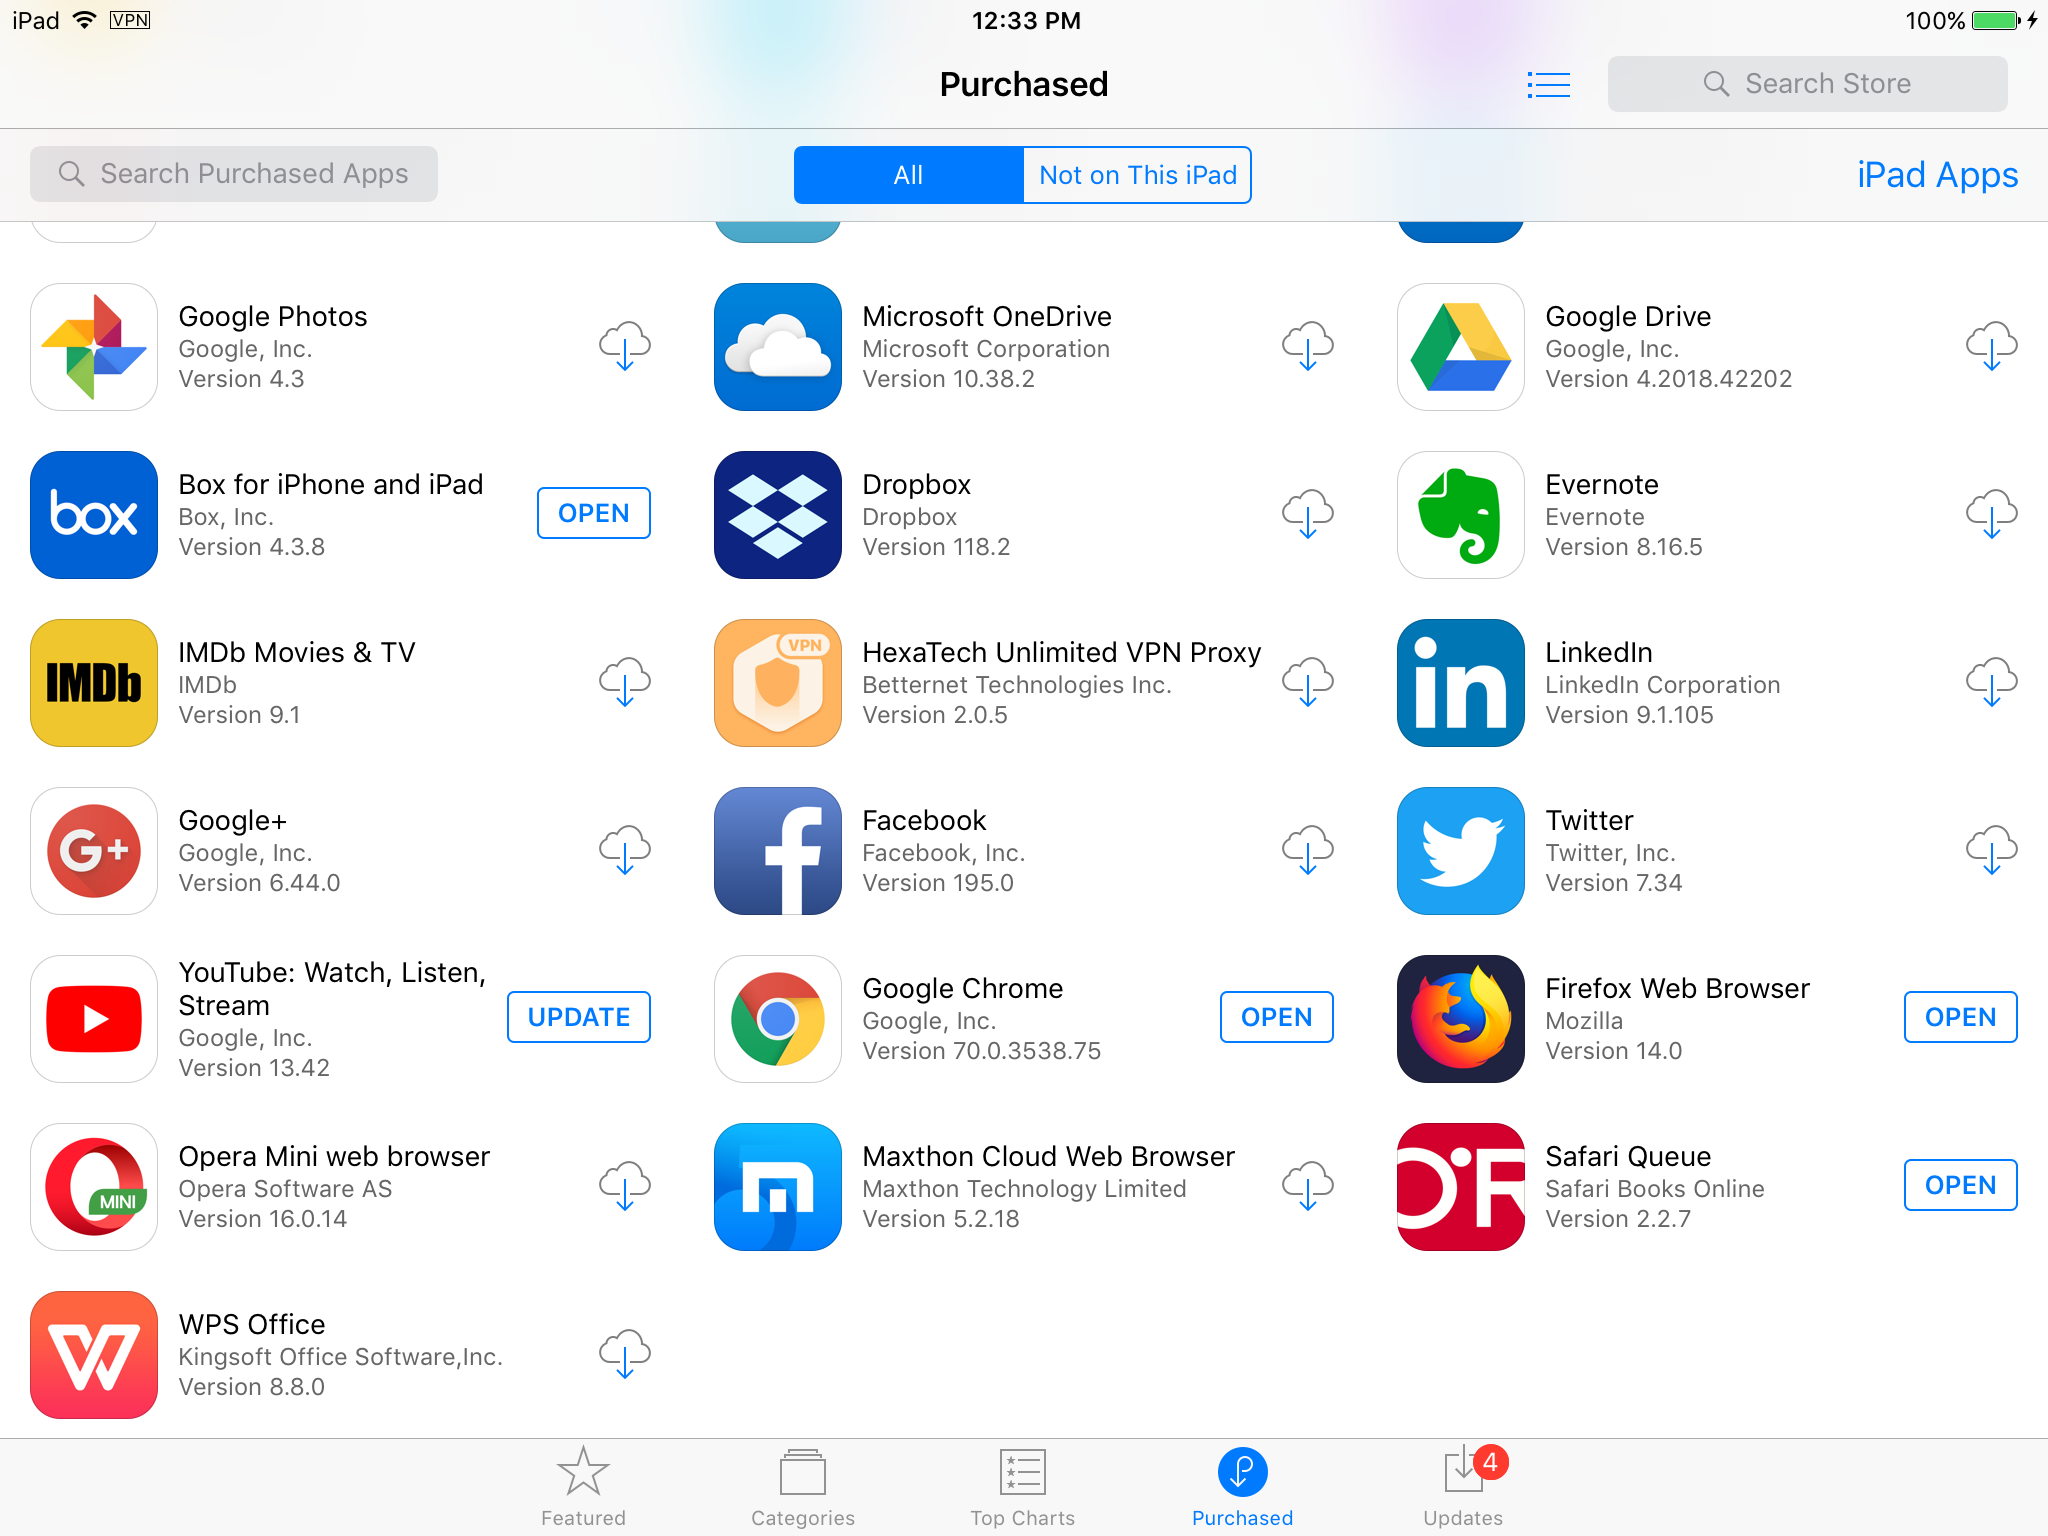 iPad VPN 12:33 PM 100%
Purchased
Search Store
Search Purchased Apps
All Not on This iPad
iPad Apps
Google Photos
Google, Inc.
Version 4.3
Microsoft OneDrive
Microsoft Corporation
Version 10.38.2
Google Drive
Google, Inc.
Version 4.2018.42202
box
Box for iPhone and iPad
Box, Inc.
Version 4.3.8
OPEN
Dropbox
Dropbox
Version 118.2
Evernote
Evernote
Version 8.16.5
IMDb
IMDb Movies & TV
IMDb
Version 9.1
VPN
HexaTech Unlimited VPN Proxy
Betternet Technologies Inc.
Version 2.0.5
in
LinkedIn
LinkedIn Corporation
Version 9.1.105
G+
Google+
Google, Inc.
Version 6.44.0
f
Facebook
Facebook, Inc.
Version 195.0
Twitter
Twitter, Inc.
Version 7.34
YouTube: Watch, Listen,
Stream
Google, Inc.
Version 13.42
UPDATE
Google Chrome
Google, Inc.
Version 70.0.3538.75
OPEN
Firefox Web Browser
Mozilla
Version 14.0
OPEN
MINI
Opera Mini web browser
Opera Software AS
Version 16.0.14
Maxthon Cloud Web Browser
Maxthon Technology Limited
Version 5.2.18
O'R
Safari Queue
Safari Books Online
Version 2.2.7
OPEN
W
WPS Office
Kingsoft Office Software,Inc.
Version 8.8.0
Featured
Categories
Top Charts
Purchased
4
Updates